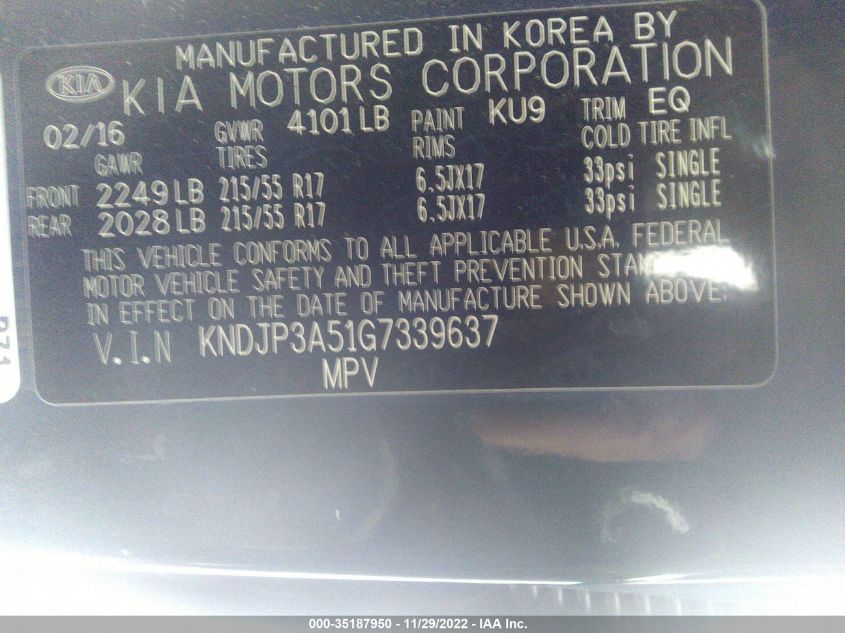 MANUFACTURED IN KOREA BY
KIA KIA MOTORS CORPORATION
02/16 GVWR 4101 LB PAINT KU9 TRIM EQ
GAWR TIRES RIMS COLD TIRE INFL
FRONT 2249 LB 215/55 R17 6.5JX17 33psi SINGLE
REAR 2028 LB 215/55 R17 6.5JX17 33psi SINGLE
THIS VEHICLE CONFORMS TO ALL APPLICABLE U.S.A. FEDERAL
MOTOR VEHICLE SAFETY AND THEFT PREVENTION
IN EFFECT ON THE DATE OF MANUFACTURE SHOWN ABOVE.
V.I.N KNDJP3A51G7339637
MPV
000-35187950 - 11/29/2022 - IAA Inc.